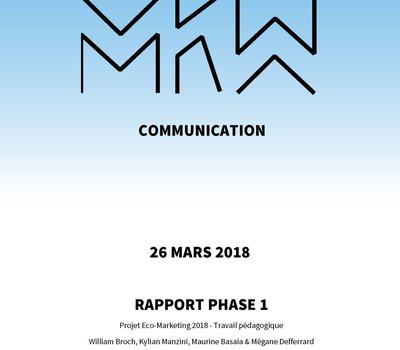 COMMUNICATION
26 MARS 2018
RAPPORT PHASE 1
Projet Eco-Marketing 2018 - Travail pédagogique
William Broch, Kylian Manzini, Maurine Basaia & Mégane Defferrard